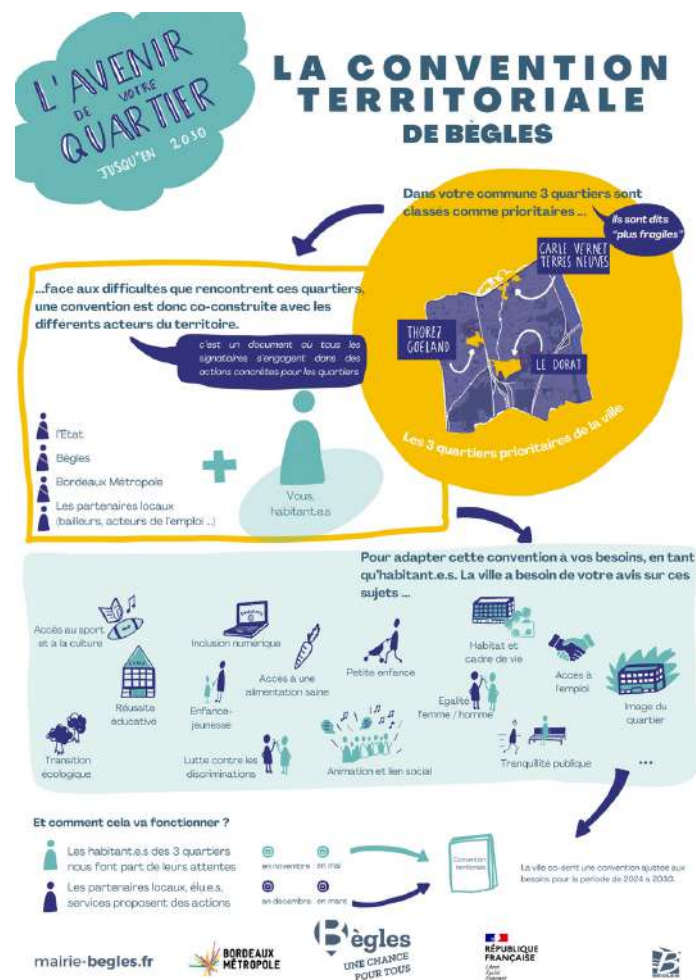 L'AVENIR
DE VOTRE
QUARTIER
JUSQU'EN 2030
LA CONVENTION
TERRITORIALE
DE BÈGLES
Dans votre commune 3 quartiers sont
classés comme prioritaires ...
ils sont dits
"plus fragiles"
CARLE VERNET
TERRES NEUVES
THOREZ
GOELAND
LE DORAT
Les 3 quartiers prioritaires de la ville
...face aux difficultés que rencontrent ces quartiers,
une convention est donc co-construite avec les
différents acteurs du territoire.
c'est un document où tous les
signataires s'engagent dans des
actions concrètes pour les quartiers
l'Etat
Bègles
Bordeaux Métropole
Les partenaires locaux
(bailleurs, acteurs de l'emploi ...)
+
Vous,
habitant.e.s
Pour adapter cette convention à vos besoins, en tant
qu'habitant.e.s. La ville a besoin de votre avis sur ces
sujets ...
Accès au sport
et à la culture
Inclusion numérique
Accès à une
alimentation saine
Petite enfance
Habitat et
cadre de vie
Accès à
l'emploi
Image du
quartier
Réussite
éducative
Enfance-
jeunesse
Egalité
femme / homme
Transition
écologique
Lutte contre les
discriminations
Animation et lien social
Tranquilité publique
...
Et comment cela va fonctionner ?
Les habitant.e.s des 3 quartiers
nous font part de leurs attentes
en novembre
en mai
Les partenaires locaux, élu.e.s,
services proposent des actions
en décembre
en mars
Convention
territoriale
La ville co-écrit une convention ajustée aux
besoins pour la période de 2024 à 2030.
mairie-begles.fr
BORDEAUX
MÉTROPOLE
Bègles
UNE CHANCE
POUR TOUS
RÉPUBLIQUE
FRANÇAISE
Liberté
Égalité
Fraternité
BÈGLES